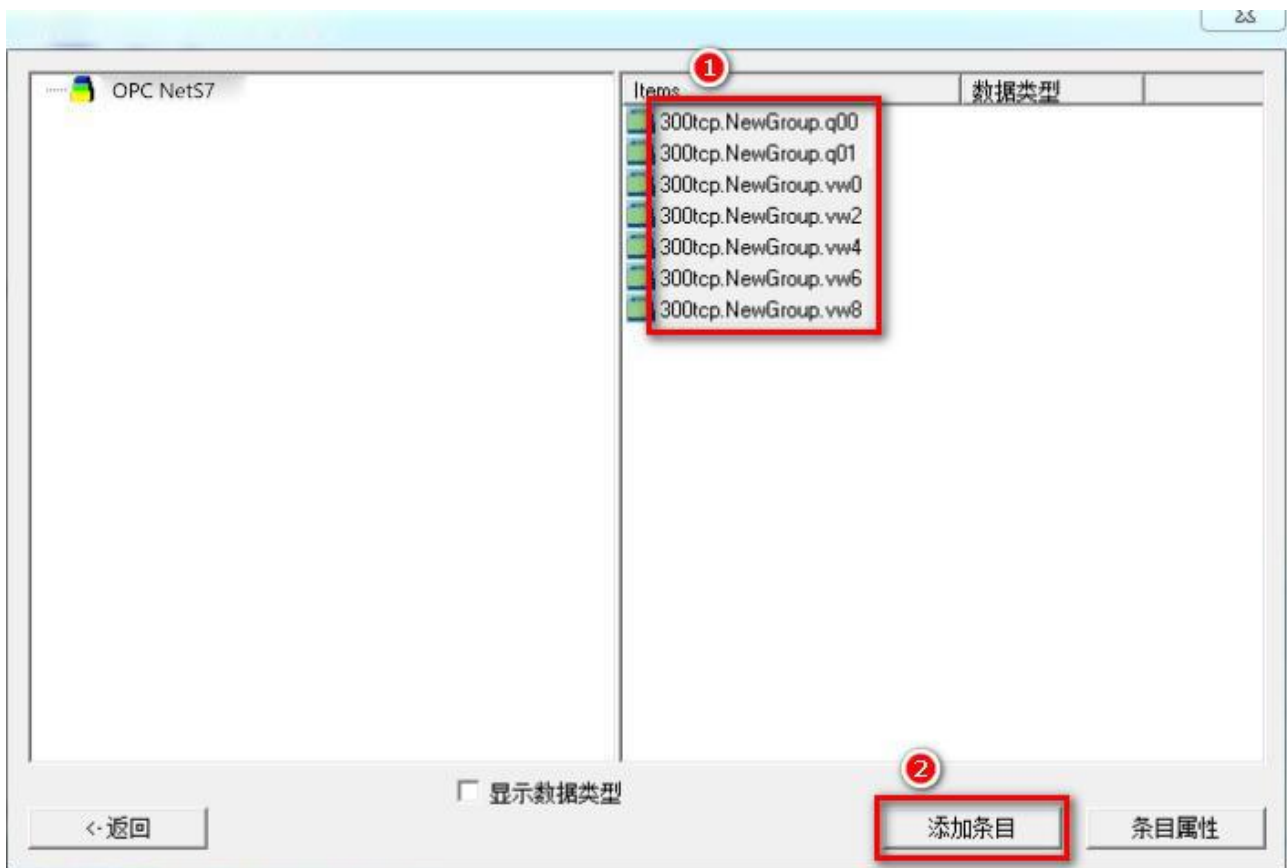 OPC NetS7
1
Items 数据类型
300tcp.NewGroup.q00
300tcp.NewGroup.q01
300tcp.NewGroup.vw0
300tcp.NewGroup.vw2
300tcp.NewGroup.vw4
300tcp.NewGroup.vw6
300tcp.NewGroup.vw8
2
显示数据类型
<-返回 添加条目 条目属性